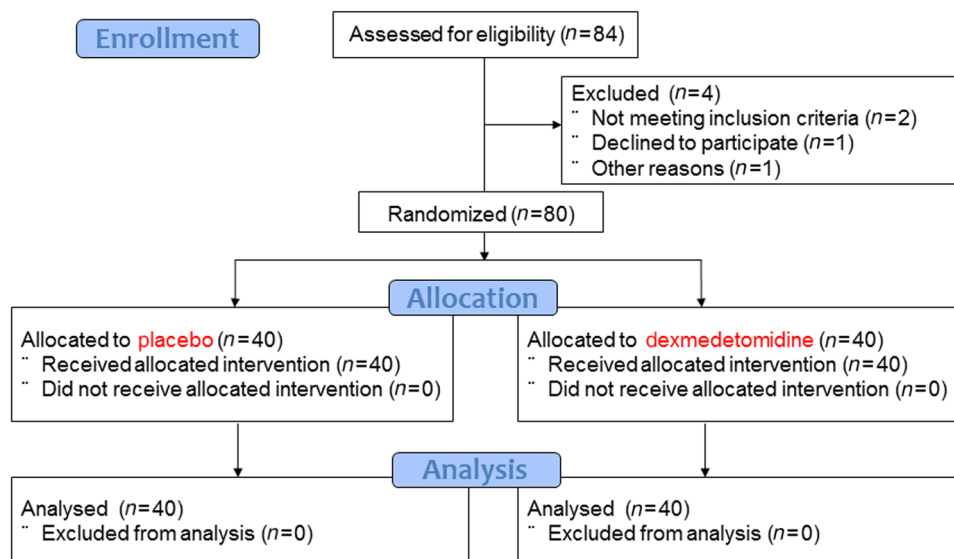 Enrollment
Assessed for eligibility (n=84)
Excluded (n=4)
¨ Not meeting inclusion criteria (n=2)
¨ Declined to participate (n=1)
¨ Other reasons (n=1)
Randomized (n=80)
Allocation
Allocated to placebo (n=40)
¨ Received allocated intervention (n=40)
¨ Did not receive allocated intervention (n=0)
Allocated to dexmedetomidine (n=40)
¨ Received allocated intervention (n=40)
¨ Did not receive allocated intervention (n=0)
Analysis
Analysed (n=40)
¨ Excluded from analysis (n=0)
Analysed (n=40)
¨ Excluded from analysis (n=0)